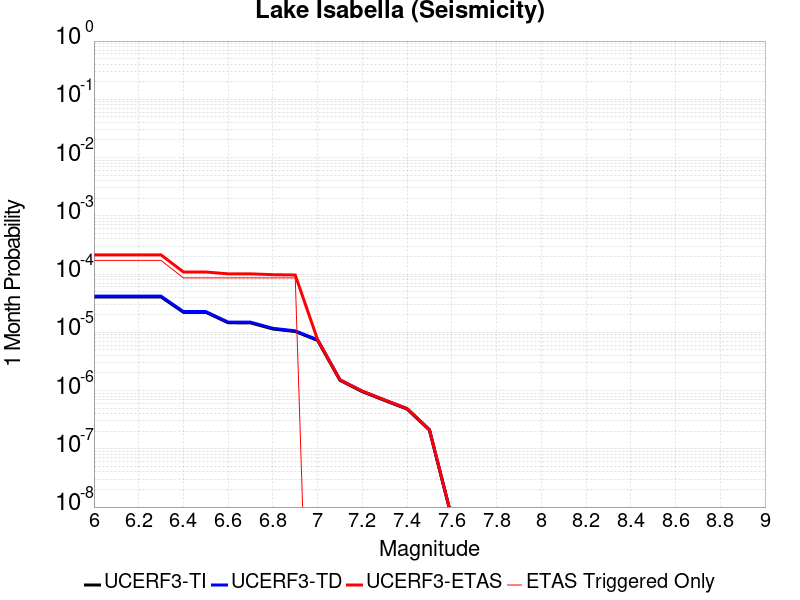 Lake Isabella (Seismicity)
10^0
10^-1
10^-2
10^-3
10^-4
10^-5
10^-6
10^-7
10^-8
1 Month Probability
6 6.2 6.4 6.6 6.8 7 7.2 7.4 7.6 7.8 8 8.2 8.4 8.6 8.8 9
Magnitude
UCERF3-TI UCERF3-TD UCERF3-ETAS ETAS Triggered Only